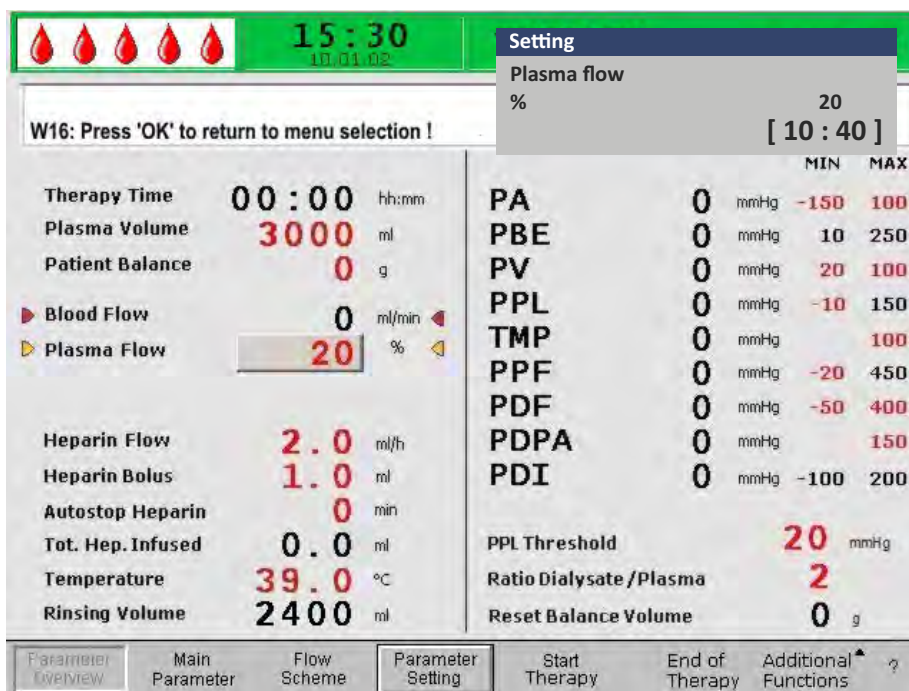 15:30
10.01.02
Setting
Plasma flow
% 20
[ 10 : 40 ]
W16: Press 'OK' to return to menu selection !
Therapy Time 00:00 hh:mm
Plasma Volume 3000 ml
Patient Balance 0 g
Blood Flow 0 ml/min
Plasma Flow 20 %
Heparin Flow 2.0 ml/h
Heparin Bolus 1.0 ml
Autostop Heparin 0 min
Tot. Hep. Infused 0.0 ml
Temperature 39.0 °C
Rinsing Volume 2400 ml
MIN MAX
PA 0 mmHg -150 100
PBE 0 mmHg 10 250
PV 0 mmHg 20 100
PPL 0 mmHg -10 150
TMP 0 mmHg 100
PPF 0 mmHg -20 450
PDF 0 mmHg -50 400
PDPA 0 mmHg 150
PDI 0 mmHg -100 200
PPL Threshold 20 mmHg
Ratio Dialysate/Plasma 2
Reset Balance Volume 0 g
Parameter Overview
Main Parameter
Flow Scheme
Parameter Setting
Start Therapy
End of Therapy
Additional Functions
?